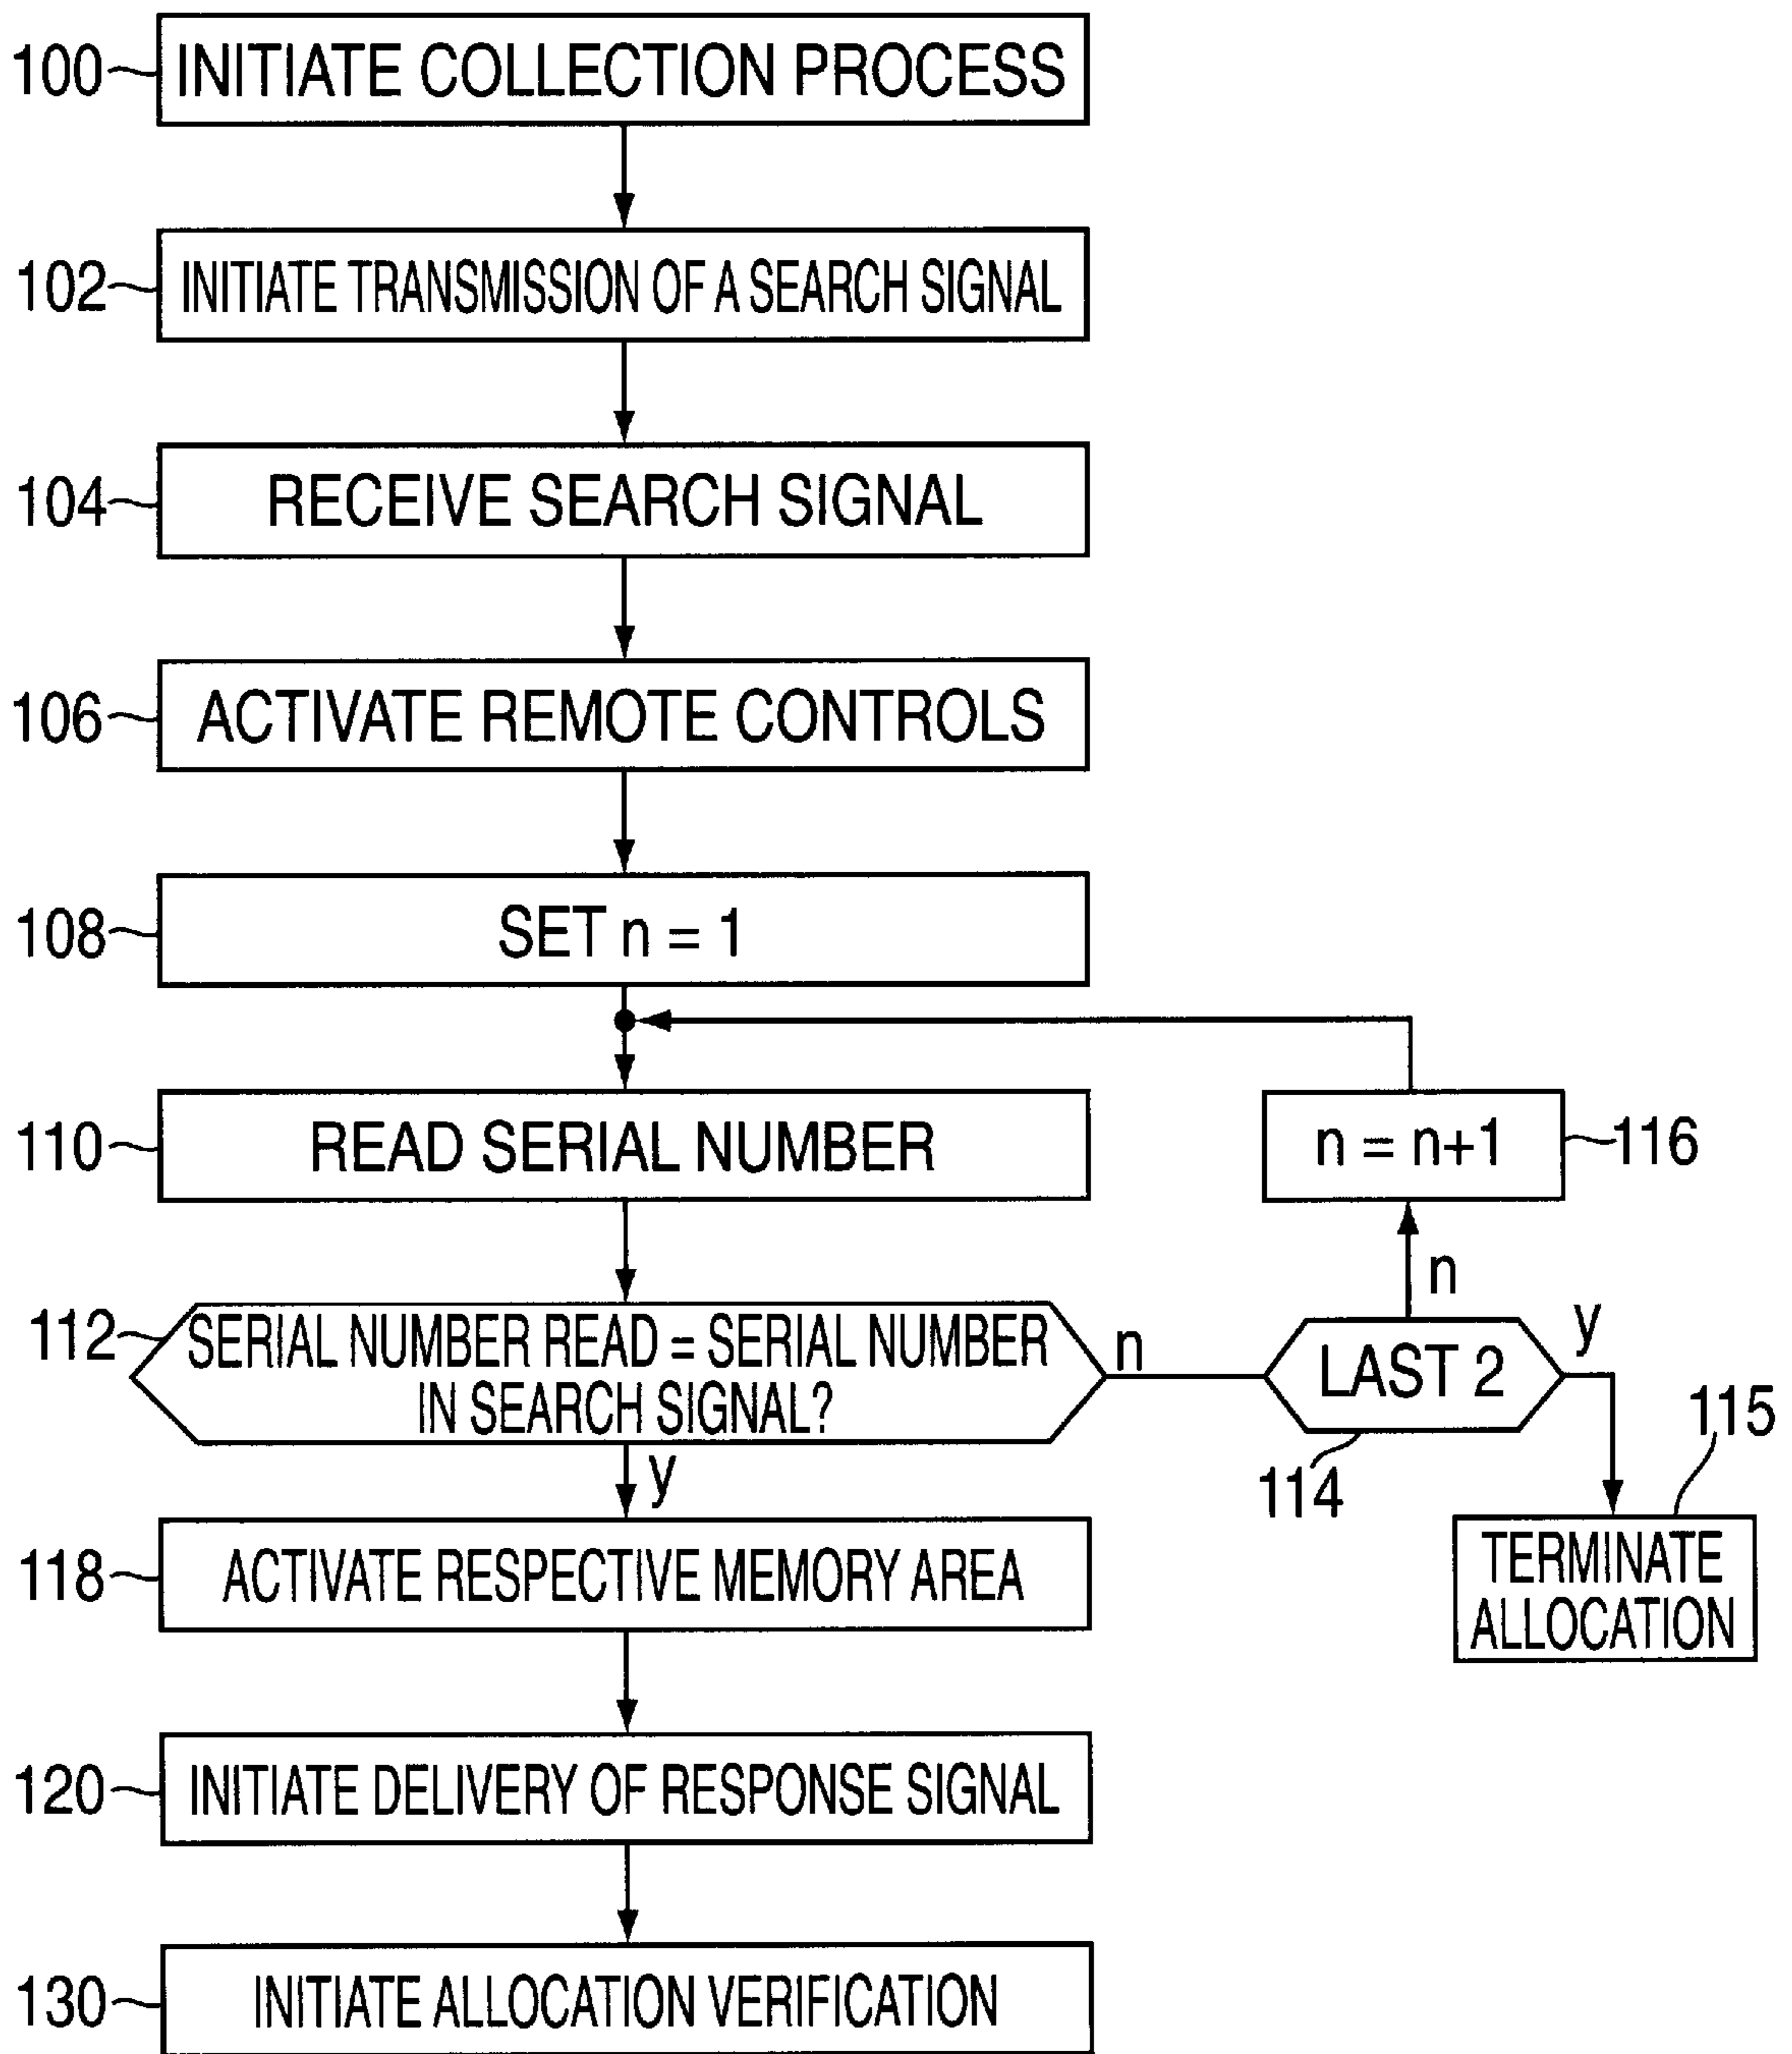 100
INITIATE COLLECTION PROCESS
102
INITIATE TRANSMISSION OF A SEARCH SIGNAL
104
RECEIVE SEARCH SIGNAL
106
ACTIVATE REMOTE CONTROLS
108
SET n = 1
110
READ SERIAL NUMBER
n = n+1
116
n
112
SERIAL NUMBER READ = SERIAL NUMBER
IN SEARCH SIGNAL?
n
LAST 2
y
114
115
TERMINATE
ALLOCATION
y
118
ACTIVATE RESPECTIVE MEMORY AREA
120
INITIATE DELIVERY OF RESPONSE SIGNAL
130
INITIATE ALLOCATION VERIFICATION